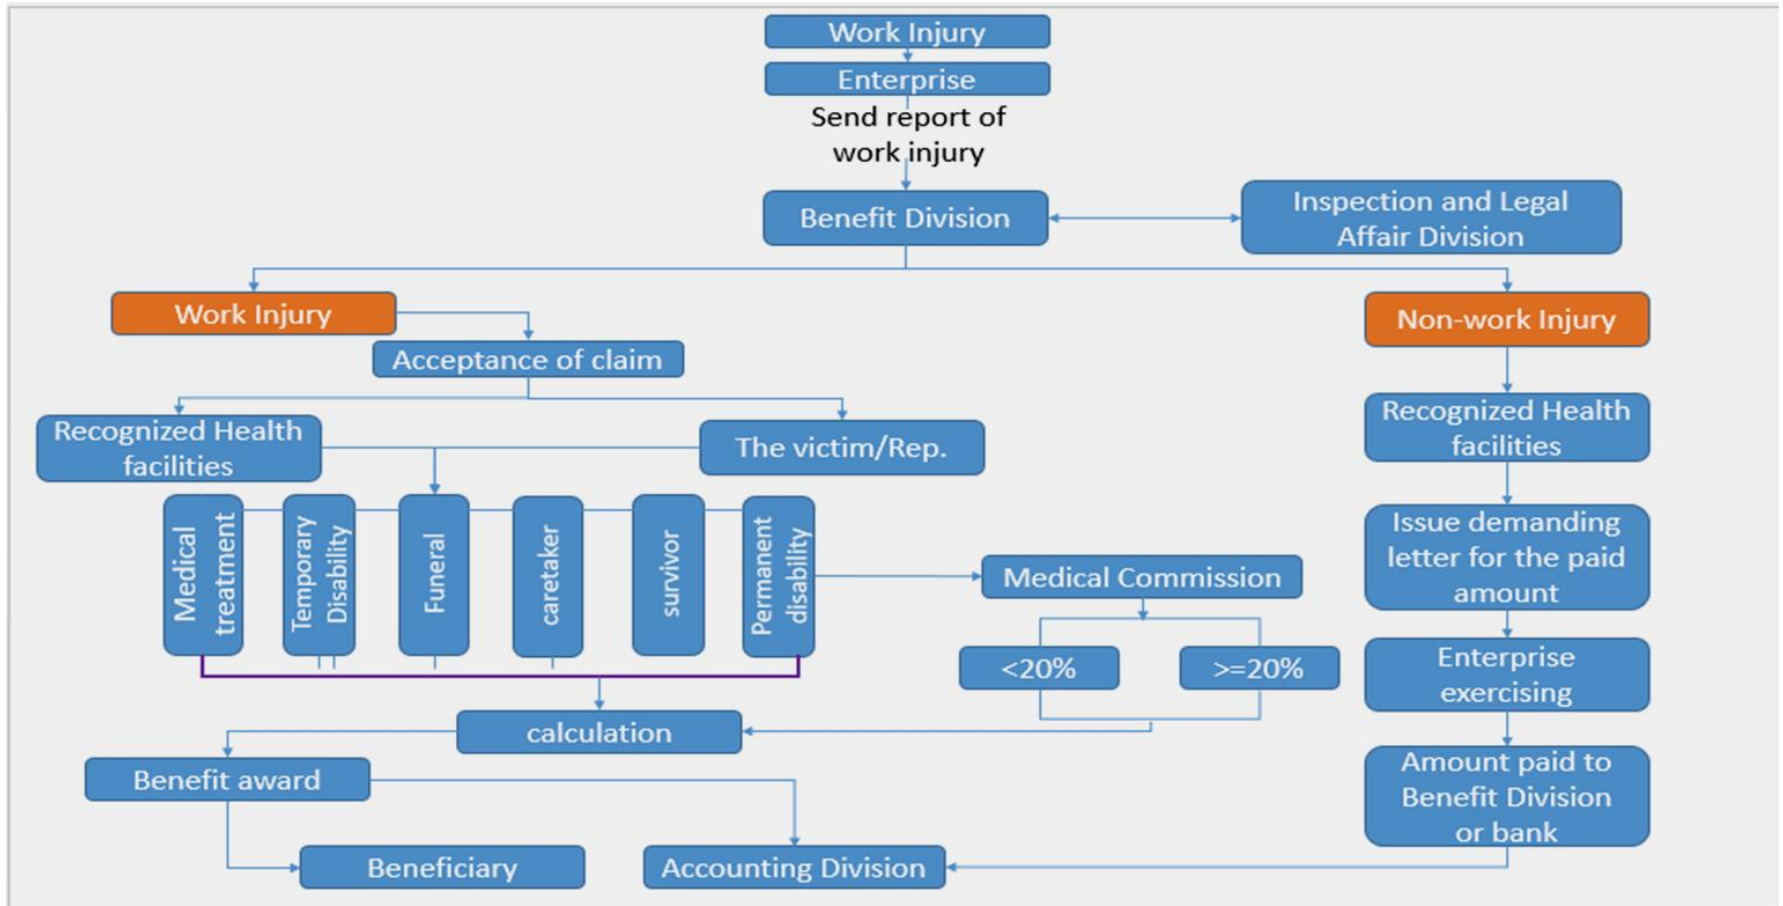 Work Injury
Enterprise
Send report of
work injury
Benefit Division
Inspection and Legal
Affair Division
Work Injury
Non-work Injury
Acceptance of claim
Recognized Health
facilities
The victim/Rep.
Recognized Health
facilities
Medical
treatment
Temporary
Disability
Funeral
caretaker
survivor
Permanent
disability
Medical Commission
<20%
>=20%
Issue demanding
letter for the paid
amount
Enterprise
exercising
calculation
Benefit award
Amount paid to
Benefit Division
or bank
Beneficiary
Accounting Division